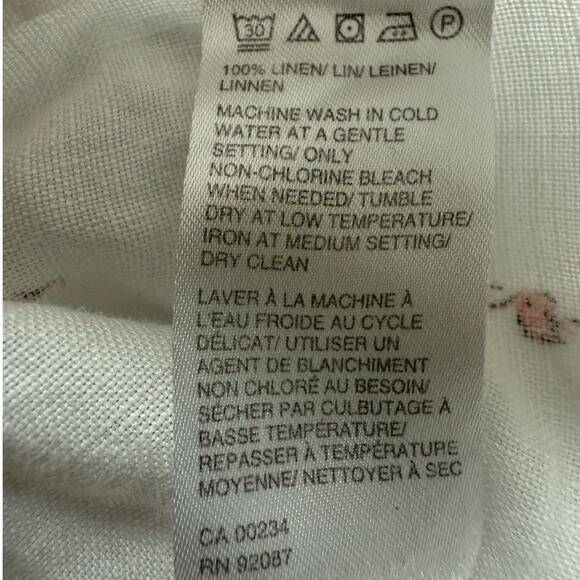 30 P
100% LINEN/ LIN/ LEINEN/
LINNEN
MACHINE WASH IN COLD
WATER AT A GENTLE
SETTING/ ONLY
NON-CHLORINE BLEACH
WHEN NEEDED/ TUMBLE
DRY AT LOW TEMPERATURE/
IRON AT MEDIUM SETTING/
DRY CLEAN
LAVER À LA MACHINE À
L'EAU FROIDE AU CYCLE
DÉLICAT/ UTILISER UN
AGENT DE BLANCHIMENT
NON CHLORÉ AU BESOIN/
SÉCHER PAR CULBUTAGE À
BASSE TEMPÉRATURE/
REPASSER À TEMPÉRATURE
MOYENNE/ NETTOYER À SEC
CA 00234
RN 92087